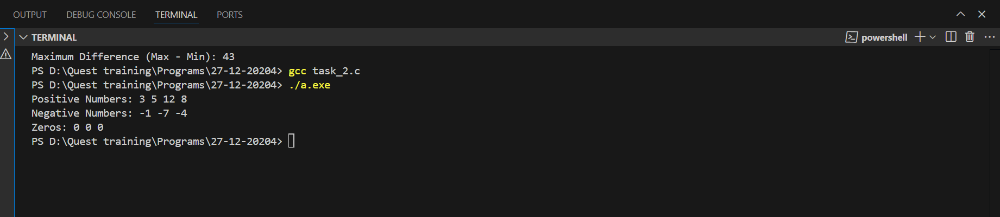 OUTPUT DEBUG CONSOLE TERMINAL PORTS
TERMINAL powershell
Maximum Difference (Max - Min): 43
PS D:\Quest training\Programs\27-12-20204> gcc task_2.c
PS D:\Quest training\Programs\27-12-20204> ./a.exe
Positive Numbers: 3 5 12 8
Negative Numbers: -1 -7 -4
Zeros: 0 0 0
PS D:\Quest training\Programs\27-12-20204>